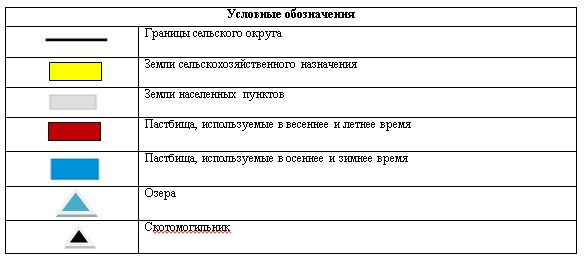 Условные обозначения
Границы сельского округа
Земли сельскохозяйственного назначения
Земли населенных пунктов
Пастбища, используемые в весеннее и летнее время
Пастбища, используемые в осеннее и зимнее время
Озера
Скотомогильник